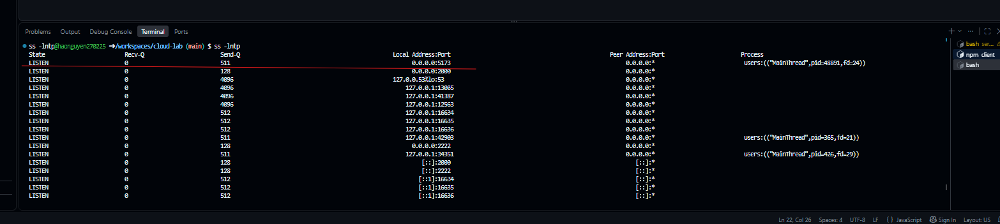 Problems Output Debug Console Terminal Ports
ss -lntp@haonguyen270225 ➜/workspaces/cloud-lab (main) $ ss -lntp
State Recv-Q Send-Q Local Address:Port Peer Address:Port Process
LISTEN 0 511 0.0.0.0:5173 0.0.0.0:* users:(("MainThread",pid=48891,fd=24))
LISTEN 0 128 0.0.0.0:2000 0.0.0.0:*
LISTEN 0 4096 127.0.0.53%lo:53 0.0.0.0:*
LISTEN 0 4096 127.0.0.1:13005 0.0.0.0:*
LISTEN 0 4096 127.0.0.1:41387 0.0.0.0:*
LISTEN 0 4096 127.0.0.1:12563 0.0.0.0:*
LISTEN 0 512 127.0.0.1:16634 0.0.0.0:*
LISTEN 0 512 127.0.0.1:16635 0.0.0.0:*
LISTEN 0 512 127.0.0.1:16636 0.0.0.0:*
LISTEN 0 511 127.0.0.1:42903 0.0.0.0:* users:(("MainThread",pid=365,fd=21))
LISTEN 0 128 0.0.0.0:2222 0.0.0.0:*
LISTEN 0 511 127.0.0.1:34351 0.0.0.0:* users:(("MainThread",pid=426,fd=29))
LISTEN 0 128 [::]:2000 [::]:*
LISTEN 0 128 [::]:2222 [::]:*
LISTEN 0 512 [::1]:16634 [::]:*
LISTEN 0 512 [::1]:16635 [::]:*
LISTEN 0 512 [::1]:16636 [::]:*
bash ser...
npm client
bash
Ln 22, Col 26 Spaces: 4 UTF-8 LF { } JavaScript Sign In Layout: US